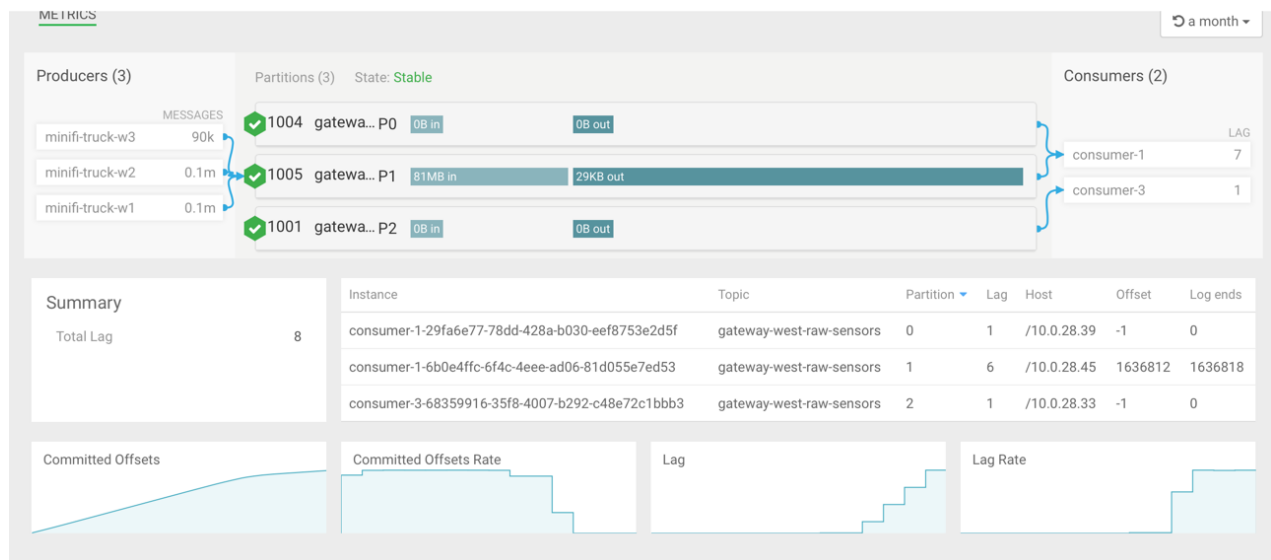 METRICS
a month
Producers (3)
MESSAGES
minifi-truck-w3 90k
minifi-truck-w2 0.1m
minifi-truck-w1 0.1m
Partitions (3) State: Stable
1004 gatewa... P0 0B in 0B out
1005 gatewa... P1 81MB in 29KB out
1001 gatewa... P2 0B in 0B out
Consumers (2)
LAG
consumer-1 7
consumer-3 1
Summary
Total Lag 8
Instance Topic Partition Lag Host Offset Log ends
consumer-1-29fa6e77-78dd-428a-b030-eef8753e2d5f gateway-west-raw-sensors 0 1 /10.0.28.39 -1 0
consumer-1-6b0e4ffc-6f4c-4eee-ad06-81d055e7ed53 gateway-west-raw-sensors 1 6 /10.0.28.45 1636812 1636818
consumer-3-68359916-35f8-4007-b292-c48e72c1bbb3 gateway-west-raw-sensors 2 1 /10.0.28.33 -1 0
Committed Offsets
Committed Offsets Rate
Lag
Lag Rate